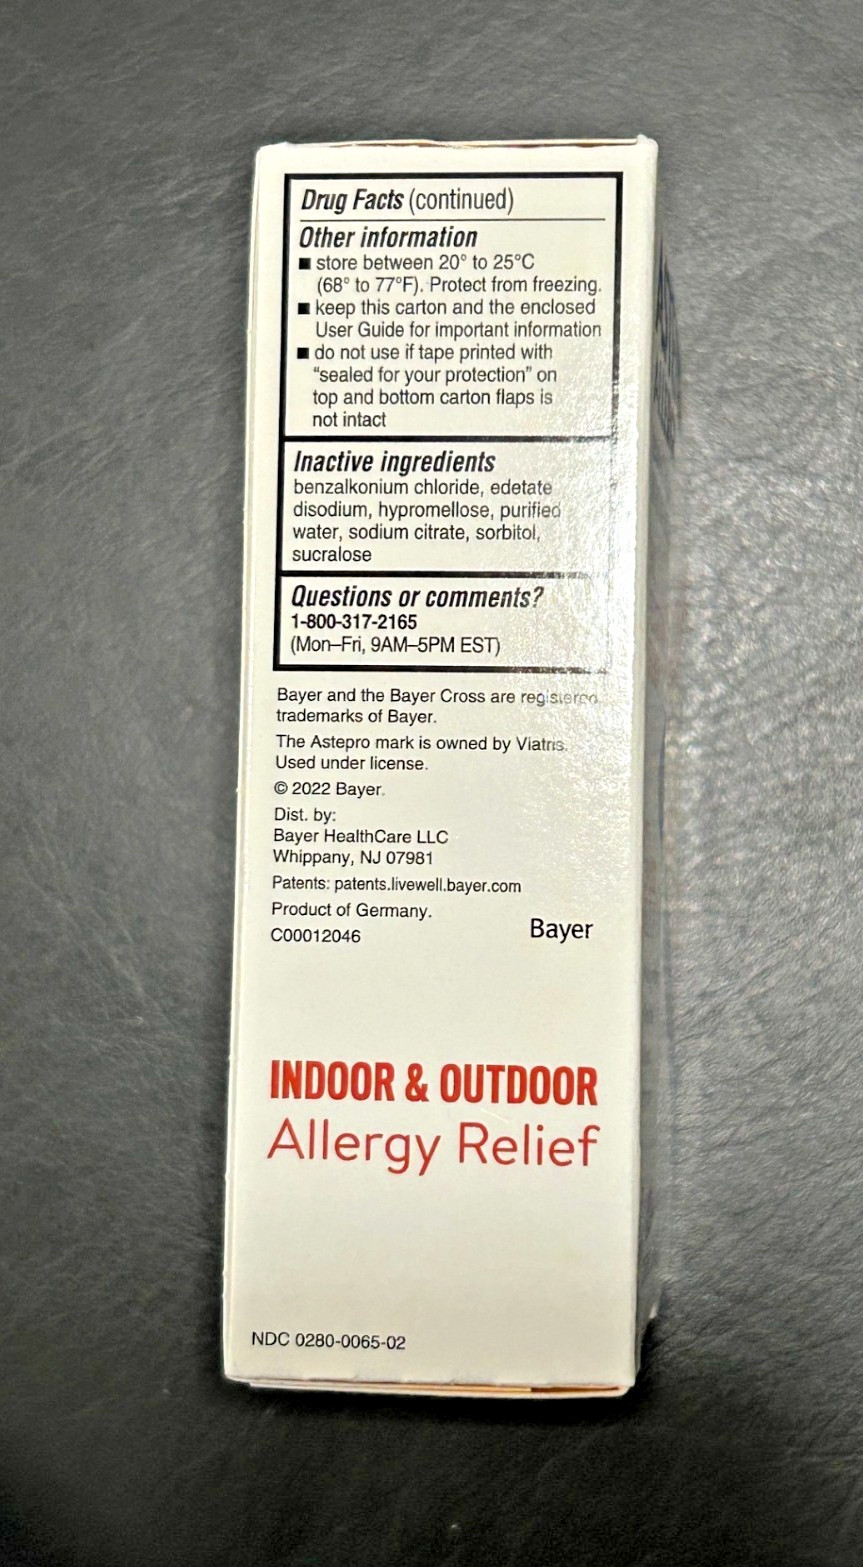 Drug Facts (continued)
Other information
■ store between 20° to 25°C
(68° to 77°F). Protect from freezing.
■ keep this carton and the enclosed
User Guide for important information
■ do not use if tape printed with
“sealed for your protection” on
top and bottom carton flaps is
not intact
Inactive ingredients
benzalkonium chloride, edetate
disodium, hypromellose, purified
water, sodium citrate, sorbitol,
sucralose
Questions or comments?
1-800-317-2165
(Mon–Fri, 9AM–5PM EST)
Bayer and the Bayer Cross are registered
trademarks of Bayer.
The Astepro mark is owned by Viatris.
Used under license.
© 2022 Bayer.
Dist. by:
Bayer HealthCare LLC
Whippany, NJ 07981
Patents: patents.livewell.bayer.com
Product of Germany.
C00012046
Bayer
INDOOR & OUTDOOR
Allergy Relief
NDC 0280-0065-02